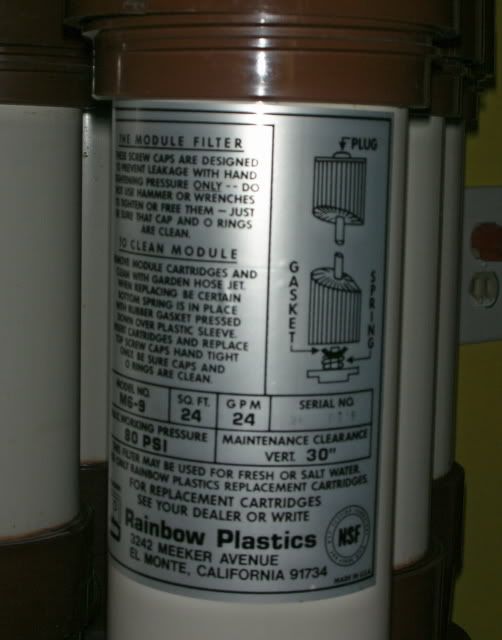 THE MODULE FILTER
THESE SCREW CAPS ARE DESIGNED
TO PREVENT LEAKAGE WITH HAND
TIGHTENING PRESSURE ONLY -- DO
NOT USE HAMMER OR WRENCHES
TO TIGHTEN OR FREE THEM - JUST
BE SURE THAT CAP AND O RINGS
ARE CLEAN.
TO CLEAN MODULE
REMOVE MODULE CARTRIDGES AND
CLEAN WITH GARDEN HOSE JET.
WHEN REPLACING BE CERTAIN
BOTTOM SPRING IS IN PLACE
WITH RUBBER GASKET PRESSED
DOWN OVER PLASTIC SLEEVE.
INSERT CARTRIDGES AND REPLACE
TOP SCREW CAPS HAND TIGHT
ONLY. BE SURE CAPS AND
O RINGS ARE CLEAN.
PLUG
GASKET
SPRING
MODEL NO.
M6-9
SQ. FT.
24
GPM
24
SERIAL NO.
WORKING PRESSURE
80 PSI
MAINTENANCE CLEARANCE
VERT. 30"
THIS FILTER MAY BE USED FOR FRESH OR SALT WATER.
ONLY RAINBOW PLASTICS REPLACEMENT CARTRIDGES.
FOR REPLACEMENT CARTRIDGES
SEE YOUR DEALER OR WRITE
Rainbow Plastics
3242 MEEKER AVENUE
EL MONTE, CALIFORNIA 91734
NSF
MADE IN U.S.A.